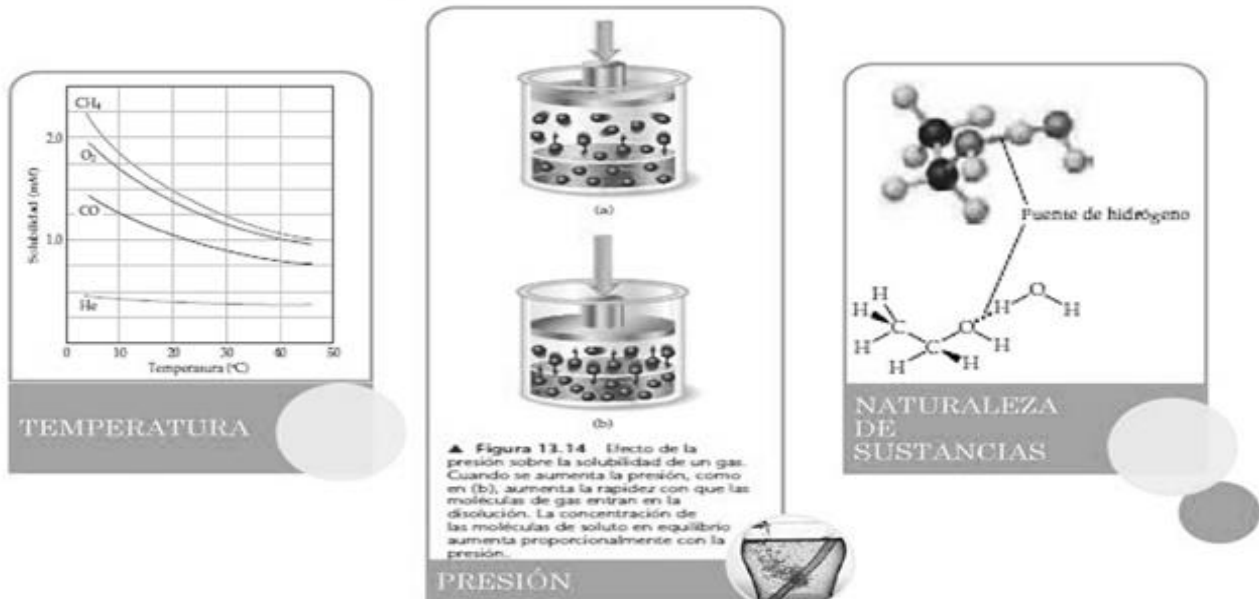 CH₄
2.0
O₂
CO
1.0
He
Solubilidad (mM)
0 10 20 30 40 50
Temperatura (°C)
TEMPERATURA
(a)
(b)
▲ Figura 13.14 Efecto de la
presión sobre la solubilidad de un gas.
Cuando se aumenta la presión, como
en (b), aumenta la rapidez con que las
moléculas de gas entran en la
disolución. La concentración de
las moléculas de soluto en equilibrio
aumenta proporcionalmente con la
presión.
PRESIÓN
Puente de hidrógeno
H
H C O H O H
H C H H
H
NATURALEZA
DE
SUSTANCIAS